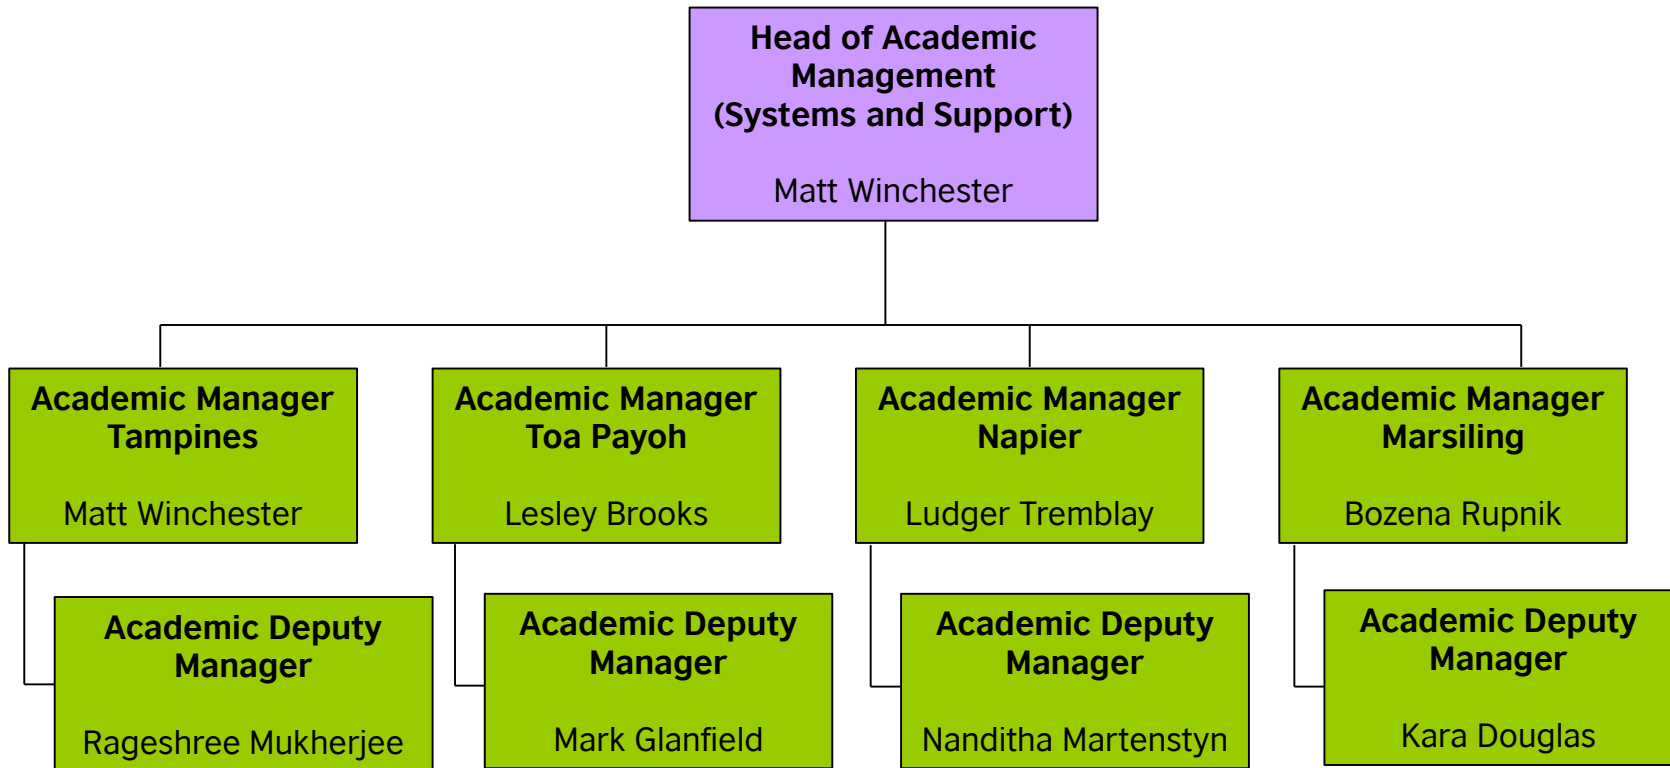 Head of Academic
Management
(Systems and Support)
Matt Winchester
Academic Manager
Tampines
Matt Winchester
Academic Manager
Toa Payoh
Lesley Brooks
Academic Manager
Napier
Ludger Tremblay
Academic Manager
Marsiling
Bozena Rupnik
Academic Deputy
Manager
Rageshree Mukherjee
Academic Deputy
Manager
Mark Glanfield
Academic Deputy
Manager
Nanditha Martenstyn
Academic Deputy
Manager
Kara Douglas